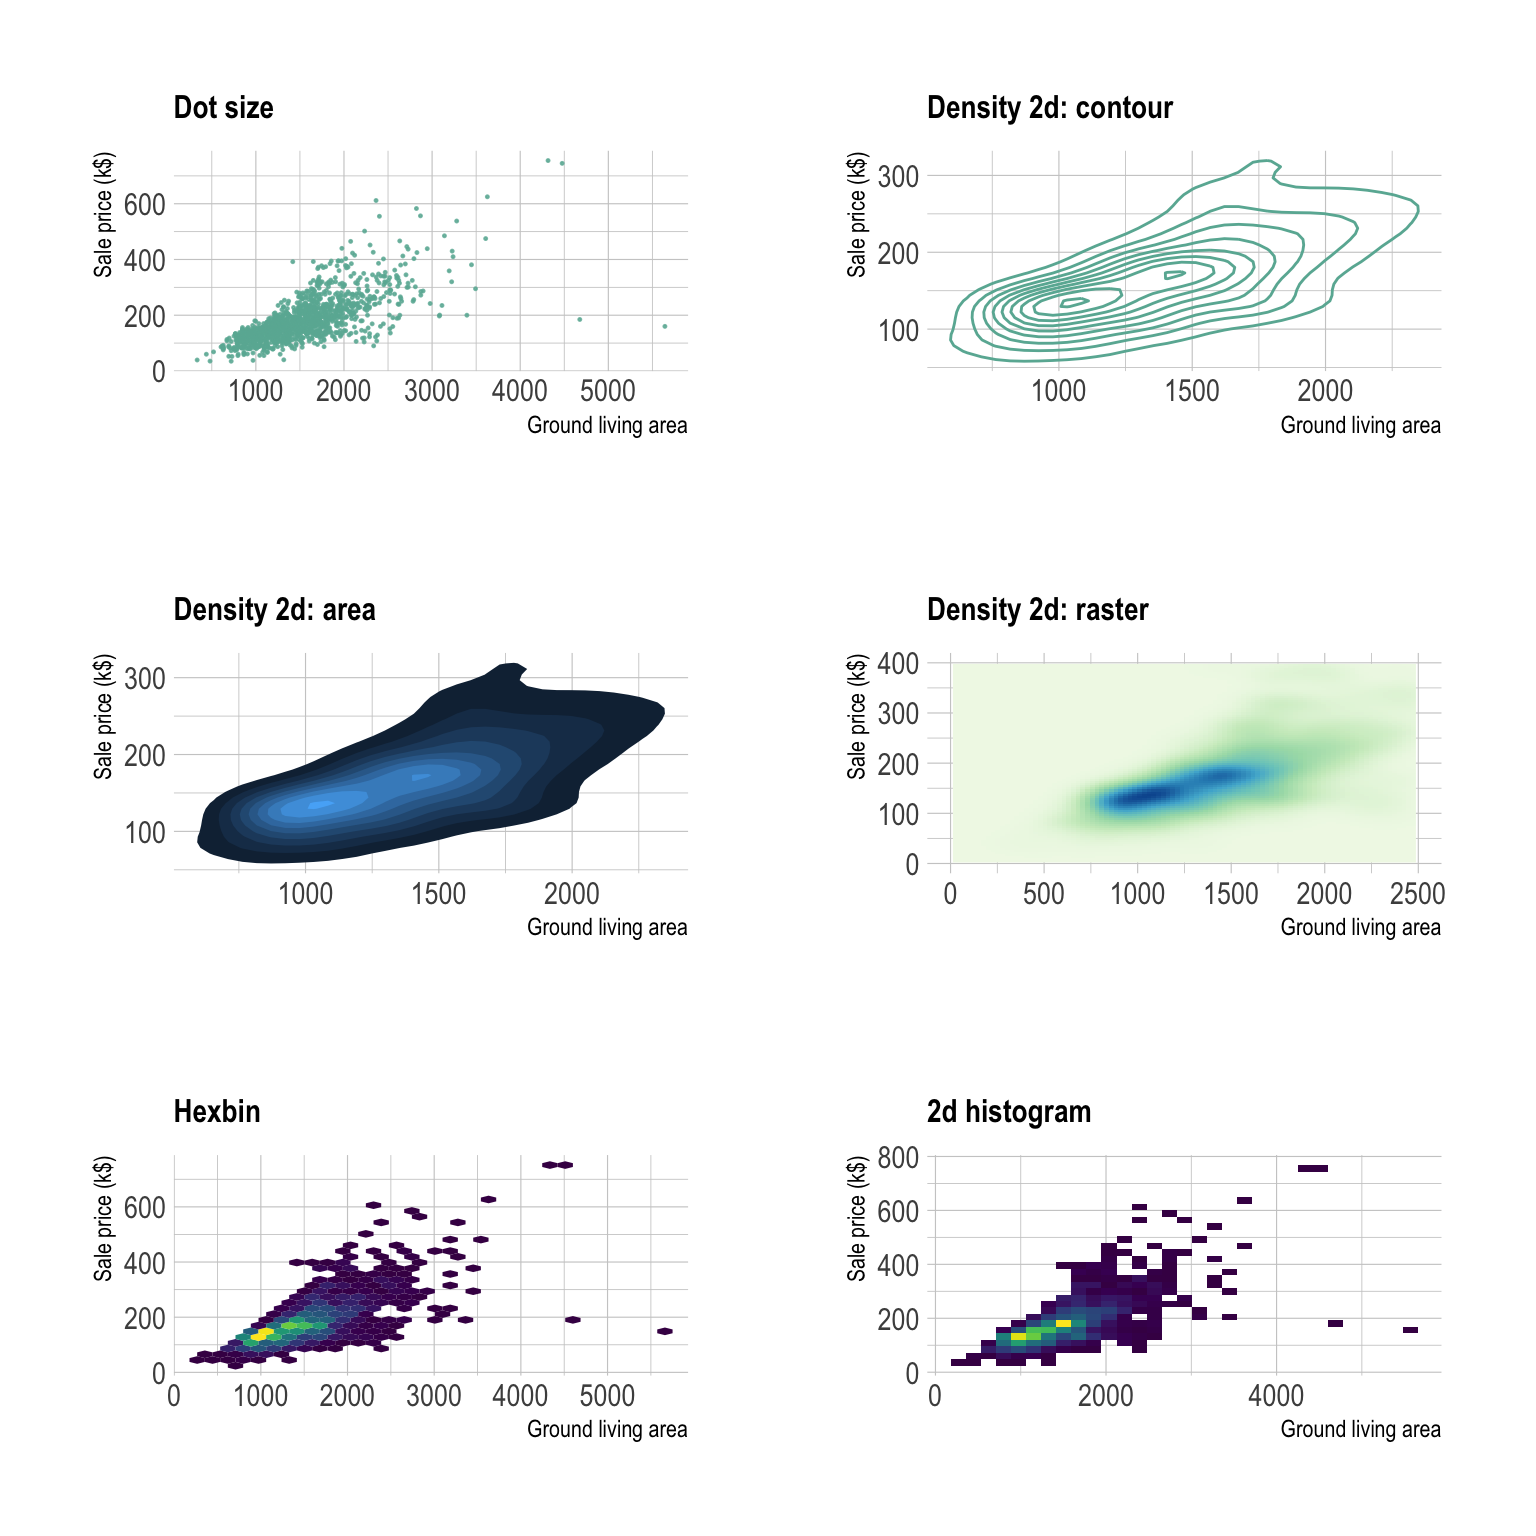 Dot size
Sale price (k$)
600
400
200
0
1000 2000 3000 4000 5000
Ground living area
Density 2d: contour
Sale price (k$)
300
200
100
1000 1500 2000
Ground living area
Density 2d: area
Sale price (k$)
300
200
100
1000 1500 2000
Ground living area
Density 2d: raster
Sale price (k$)
400
300
200
100
0
0 500 1000 1500 2000 2500
Ground living area
Hexbin
Sale price (k$)
600
400
200
0
0 1000 2000 3000 4000 5000
Ground living area
2d histogram
Sale price (k$)
800
600
400
200
0
0 2000 4000
Ground living area